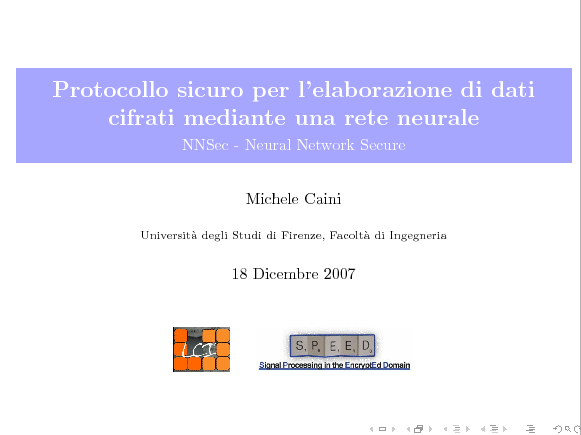 Protocollo sicuro per l'elaborazione di dati
cifrati mediante una rete neurale
NNSec - Neural Network Secure
Michele Caini
Università degli Studi di Firenze, Facoltà di Ingegneria
18 Dicembre 2007
S, P, E, E, D,
Signal Processing in the EncryptEd Domain